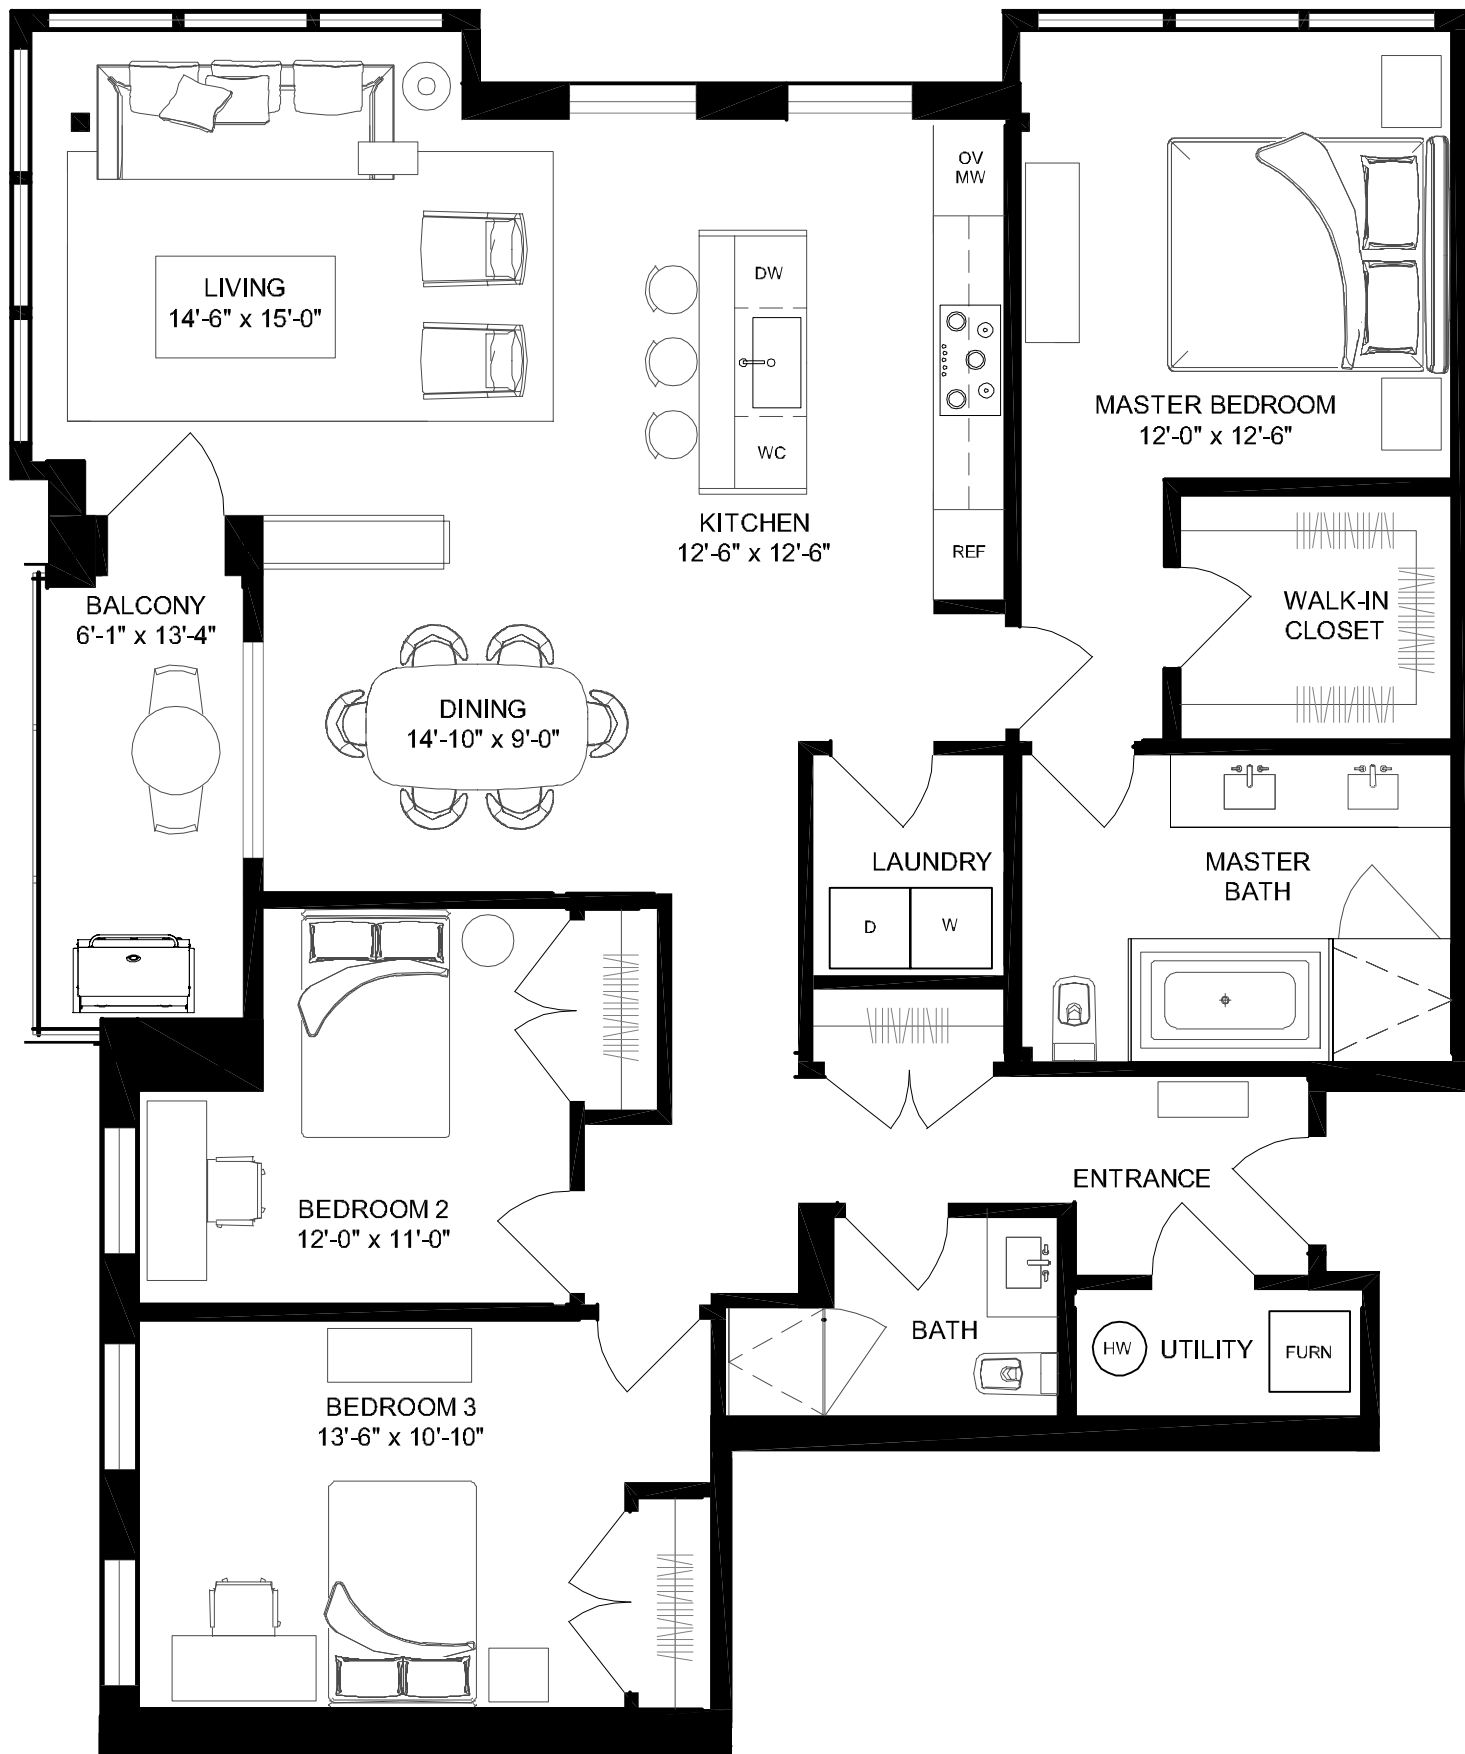 OV
MW
DW
LIVING
14'-6" x 15'-0"
MASTER BEDROOM
12'-0" x 12'-6"
WC
KITCHEN
12'-6" x 12'-6"
REF
BALCONY
6'-1" x 13'-4"
WALK-IN
CLOSET
DINING
14'-10" x 9'-0"
LAUNDRY
MASTER
BATH
D
W
ENTRANCE
BEDROOM 2
12'-0" x 11'-0"
BATH
HW
UTILITY
FURN
BEDROOM 3
13'-6" x 10'-10"